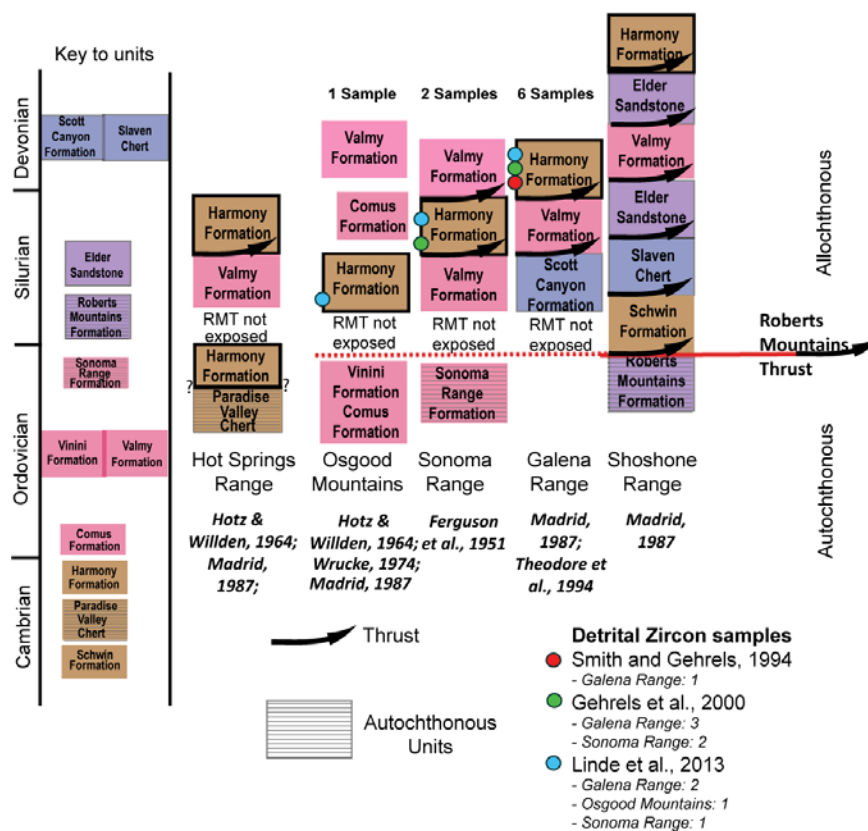 Key to units
Devonian
Silurian
Ordovician
Cambrian
Scott
Canyon
Formation
Slaven
Chert
Elder
Sandstone
Roberts
Mountains
Formation
Sonoma
Range
Formation
Vinini
Formation
Valmy
Formation
Comus
Formation
Harmony
Formation
Paradise
Valley
Chert
Schwin
Formation
Harmony
Formation
Valmy
Formation
RMT not
exposed
Harmony
Formation
? ?
Paradise
Valley
Chert
Hot Springs
Range
Hotz &
Willden, 1964;
Madrid,
1987;
1 Sample
Valmy
Formation
Comus
Formation
Harmony
Formation
RMT not
exposed
Vinini
Formation
Comus
Formation
Osgood
Mountains
Hotz &
Willden, 1964;
Wrucke, 1974;
Madrid, 1987
2 Samples
Valmy
Formation
Harmony
Formation
Valmy
Formation
RMT not
exposed
Sonoma
Range
Formation
Sonoma
Range
Ferguson
et al., 1951
6 Samples
Harmony
Formation
Valmy
Formation
Scott
Canyon
Formation
RMT not
exposed
Galena
Range
Madrid,
1987;
Theodore et
al., 1994
Harmony
Formation
Elder
Sandstone
Valmy
Formation
Elder
Sandstone
Slaven
Chert
Schwin
Formation
Roberts
Mountains
Formation
Shoshone
Range
Madrid,
1987
Allochthonous
Roberts
Mountains
Thrust
Autochthonous
Thrust
Autochthonous
Units
Detrital Zircon samples
Smith and Gehrels, 1994
- Galena Range: 1
Gehrels et al., 2000
- Galena Range: 3
- Sonoma Range: 2
Linde et al., 2013
- Galena Range: 2
- Osgood Mountains: 1
- Sonoma Range: 1